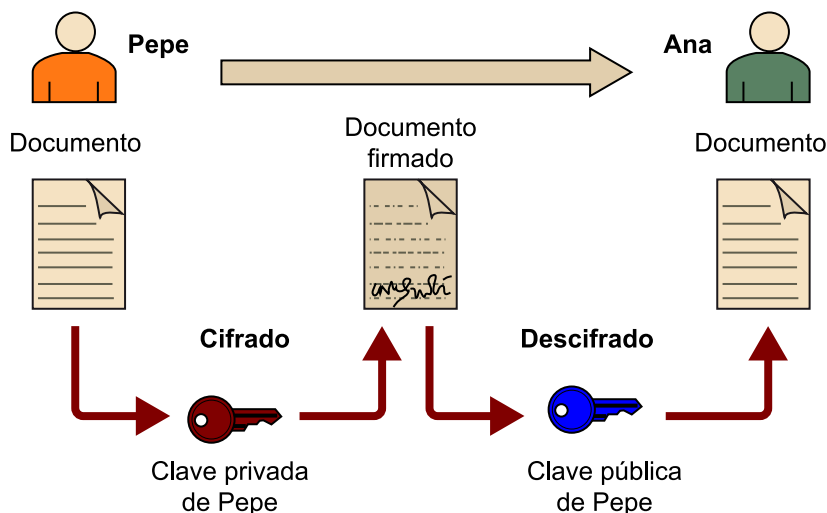 Pepe
Ana
Documento
Documento
firmado
Documento
Cifrado
Descifrado
Clave privada
de Pepe
Clave pública
de Pepe